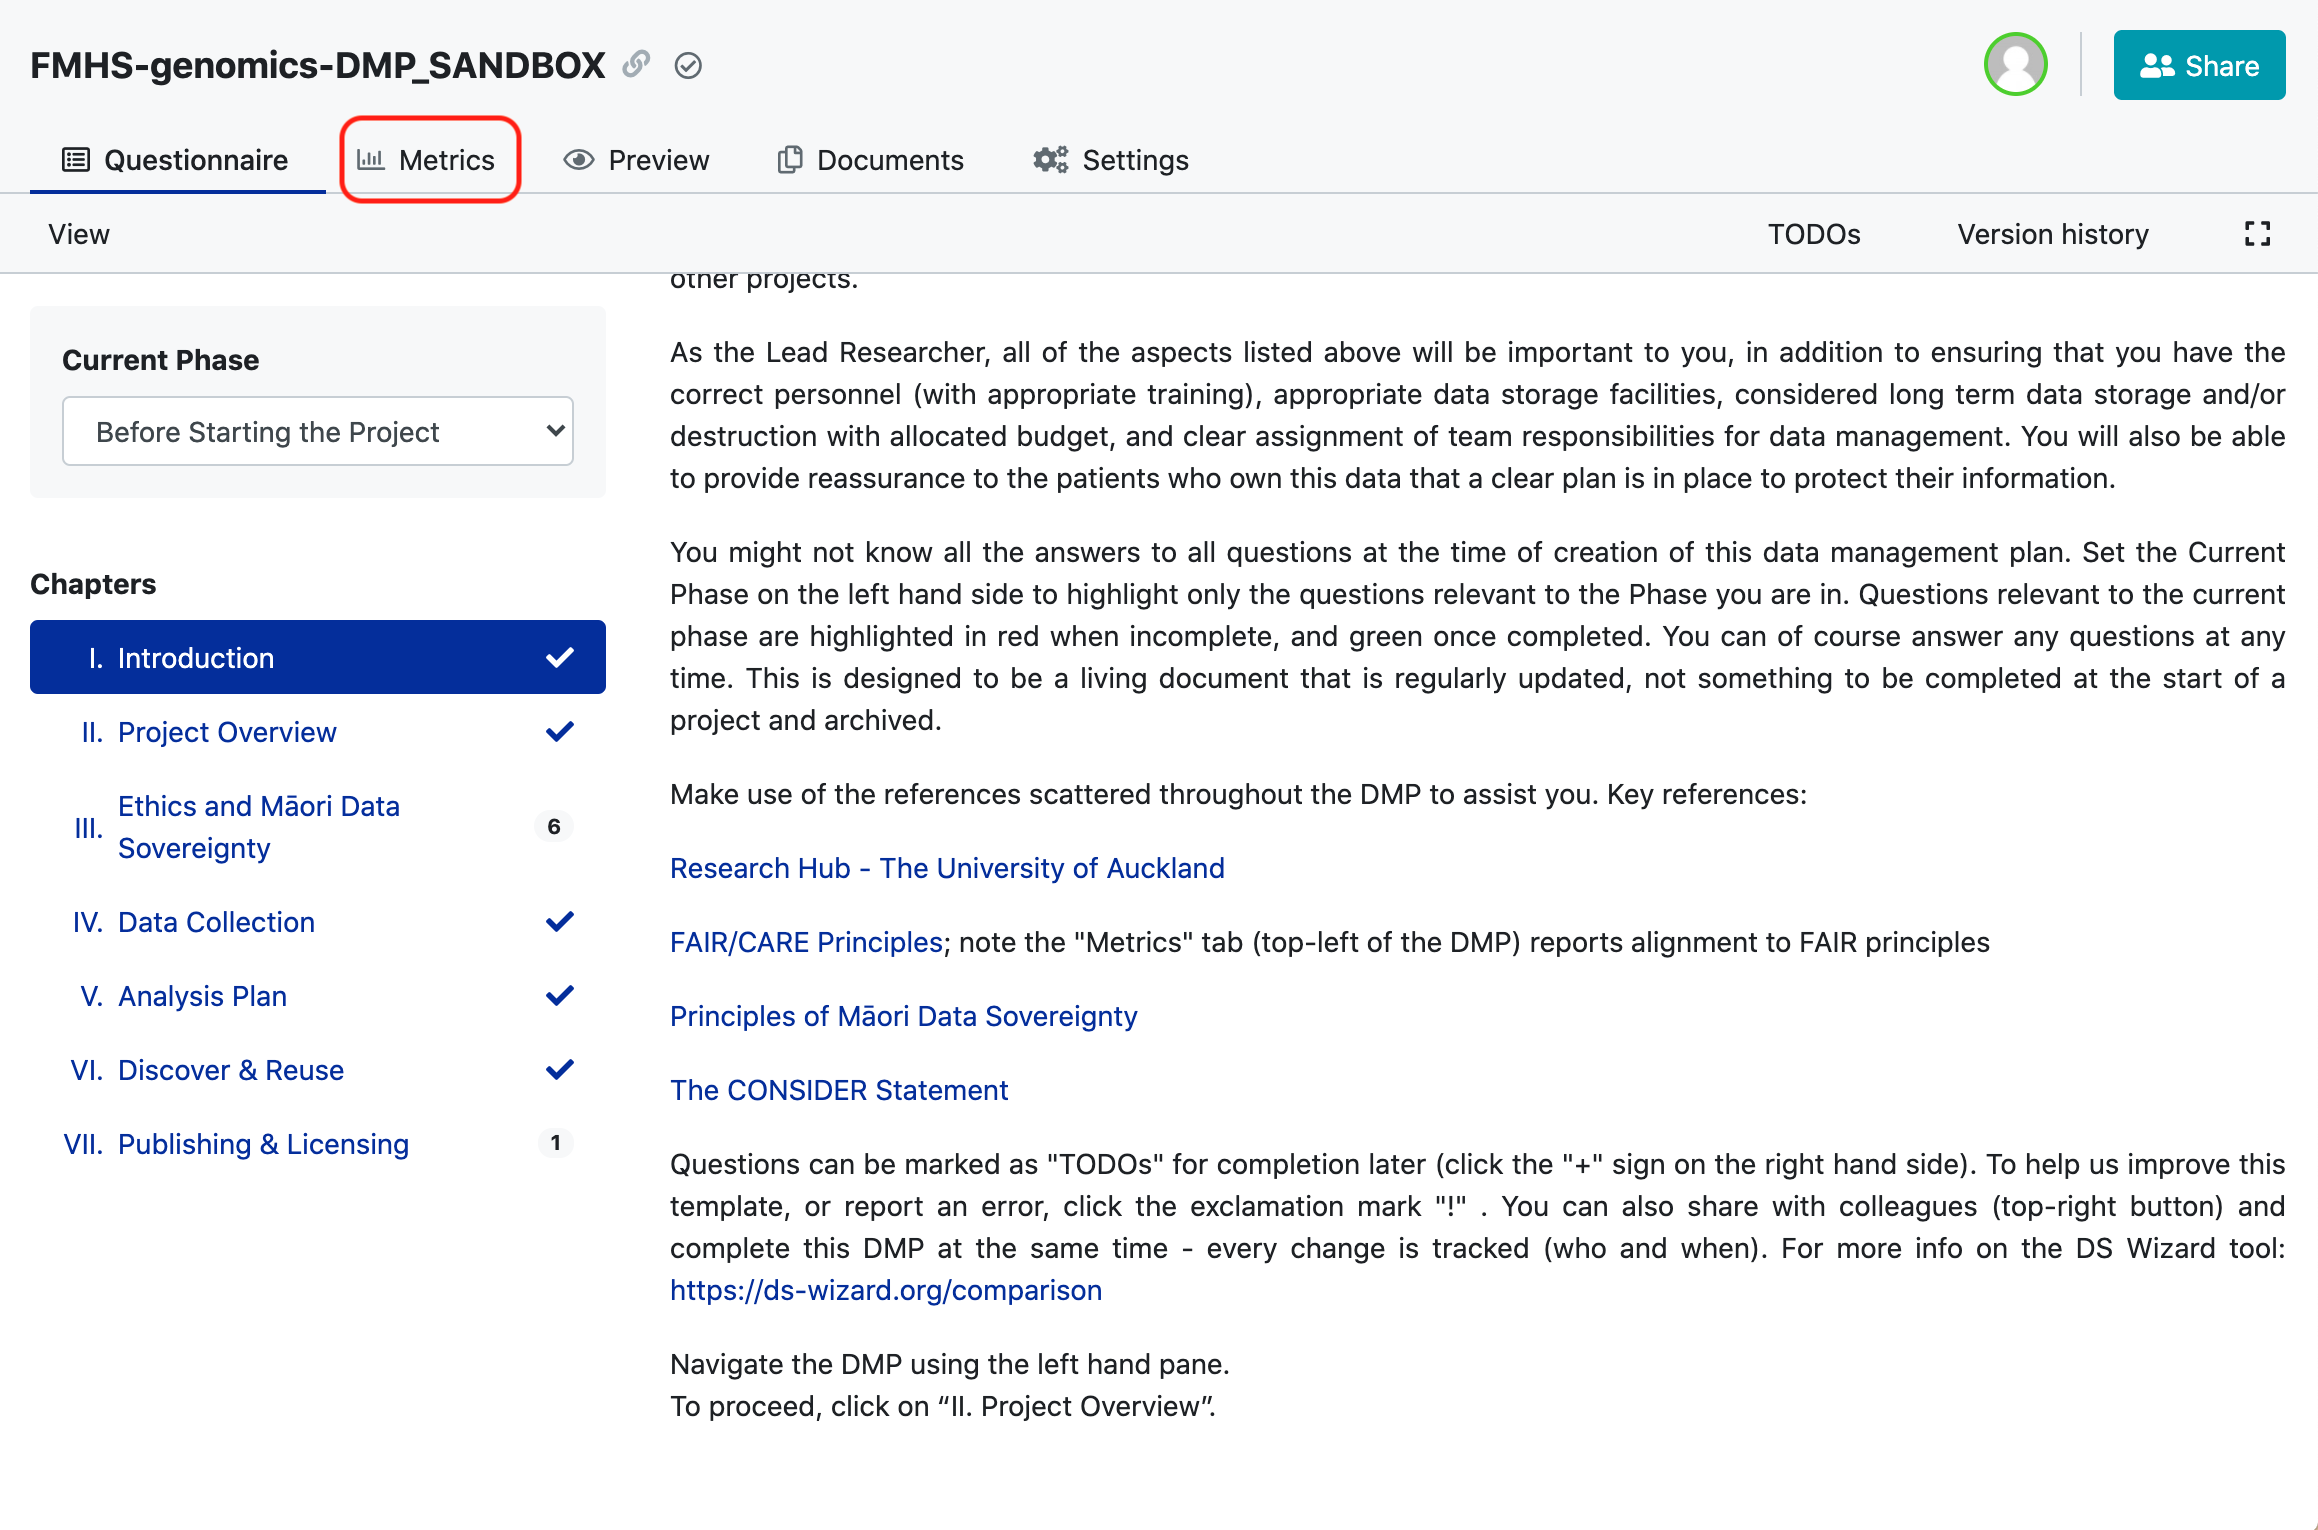 FMHS-genomics-DMP_SANDBOX
Share
Questionnaire
Metrics
Preview
Documents
Settings
View
TODOs
Version history
other projects.
Current Phase
Before Starting the Project
Chapters
I. Introduction
II. Project Overview
III. Ethics and Māori Data
Sovereignty
6
IV. Data Collection
V. Analysis Plan
VI. Discover & Reuse
VII. Publishing & Licensing
1
As the Lead Researcher, all of the aspects listed above will be important to you, in addition to ensuring that you have the
correct personnel (with appropriate training), appropriate data storage facilities, considered long term data storage and/or
destruction with allocated budget, and clear assignment of team responsibilities for data management. You will also be able
to provide reassurance to the patients who own this data that a clear plan is in place to protect their information.
You might not know all the answers to all questions at the time of creation of this data management plan. Set the Current
Phase on the left hand side to highlight only the questions relevant to the Phase you are in. Questions relevant to the current
phase are highlighted in red when incomplete, and green once completed. You can of course answer any questions at any
time. This is designed to be a living document that is regularly updated, not something to be completed at the start of a
project and archived.
Make use of the references scattered throughout the DMP to assist you. Key references:
Research Hub - The University of Auckland
FAIR/CARE Principles; note the "Metrics" tab (top-left of the DMP) reports alignment to FAIR principles
Principles of Māori Data Sovereignty
The CONSIDER Statement
Questions can be marked as "TODOs" for completion later (click the "+" sign on the right hand side). To help us improve this
template, or report an error, click the exclamation mark "!" . You can also share with colleagues (top-right button) and
complete this DMP at the same time - every change is tracked (who and when). For more info on the DS Wizard tool:
https://ds-wizard.org/comparison
Navigate the DMP using the left hand pane.
To proceed, click on “II. Project Overview”.